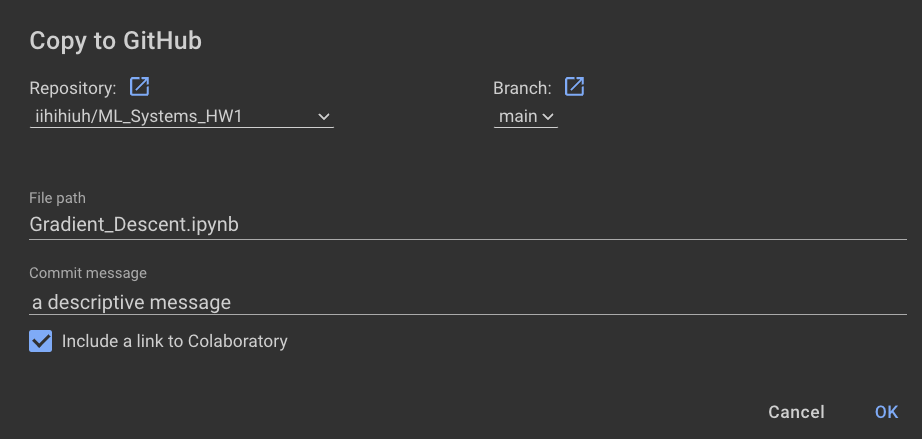 Copy to GitHub
Repository: Branch:
iihihiuh/ML_Systems_HW1 main
File path
Gradient_Descent.ipynb
Commit message
a descriptive message
Include a link to Colaboratory
Cancel OK